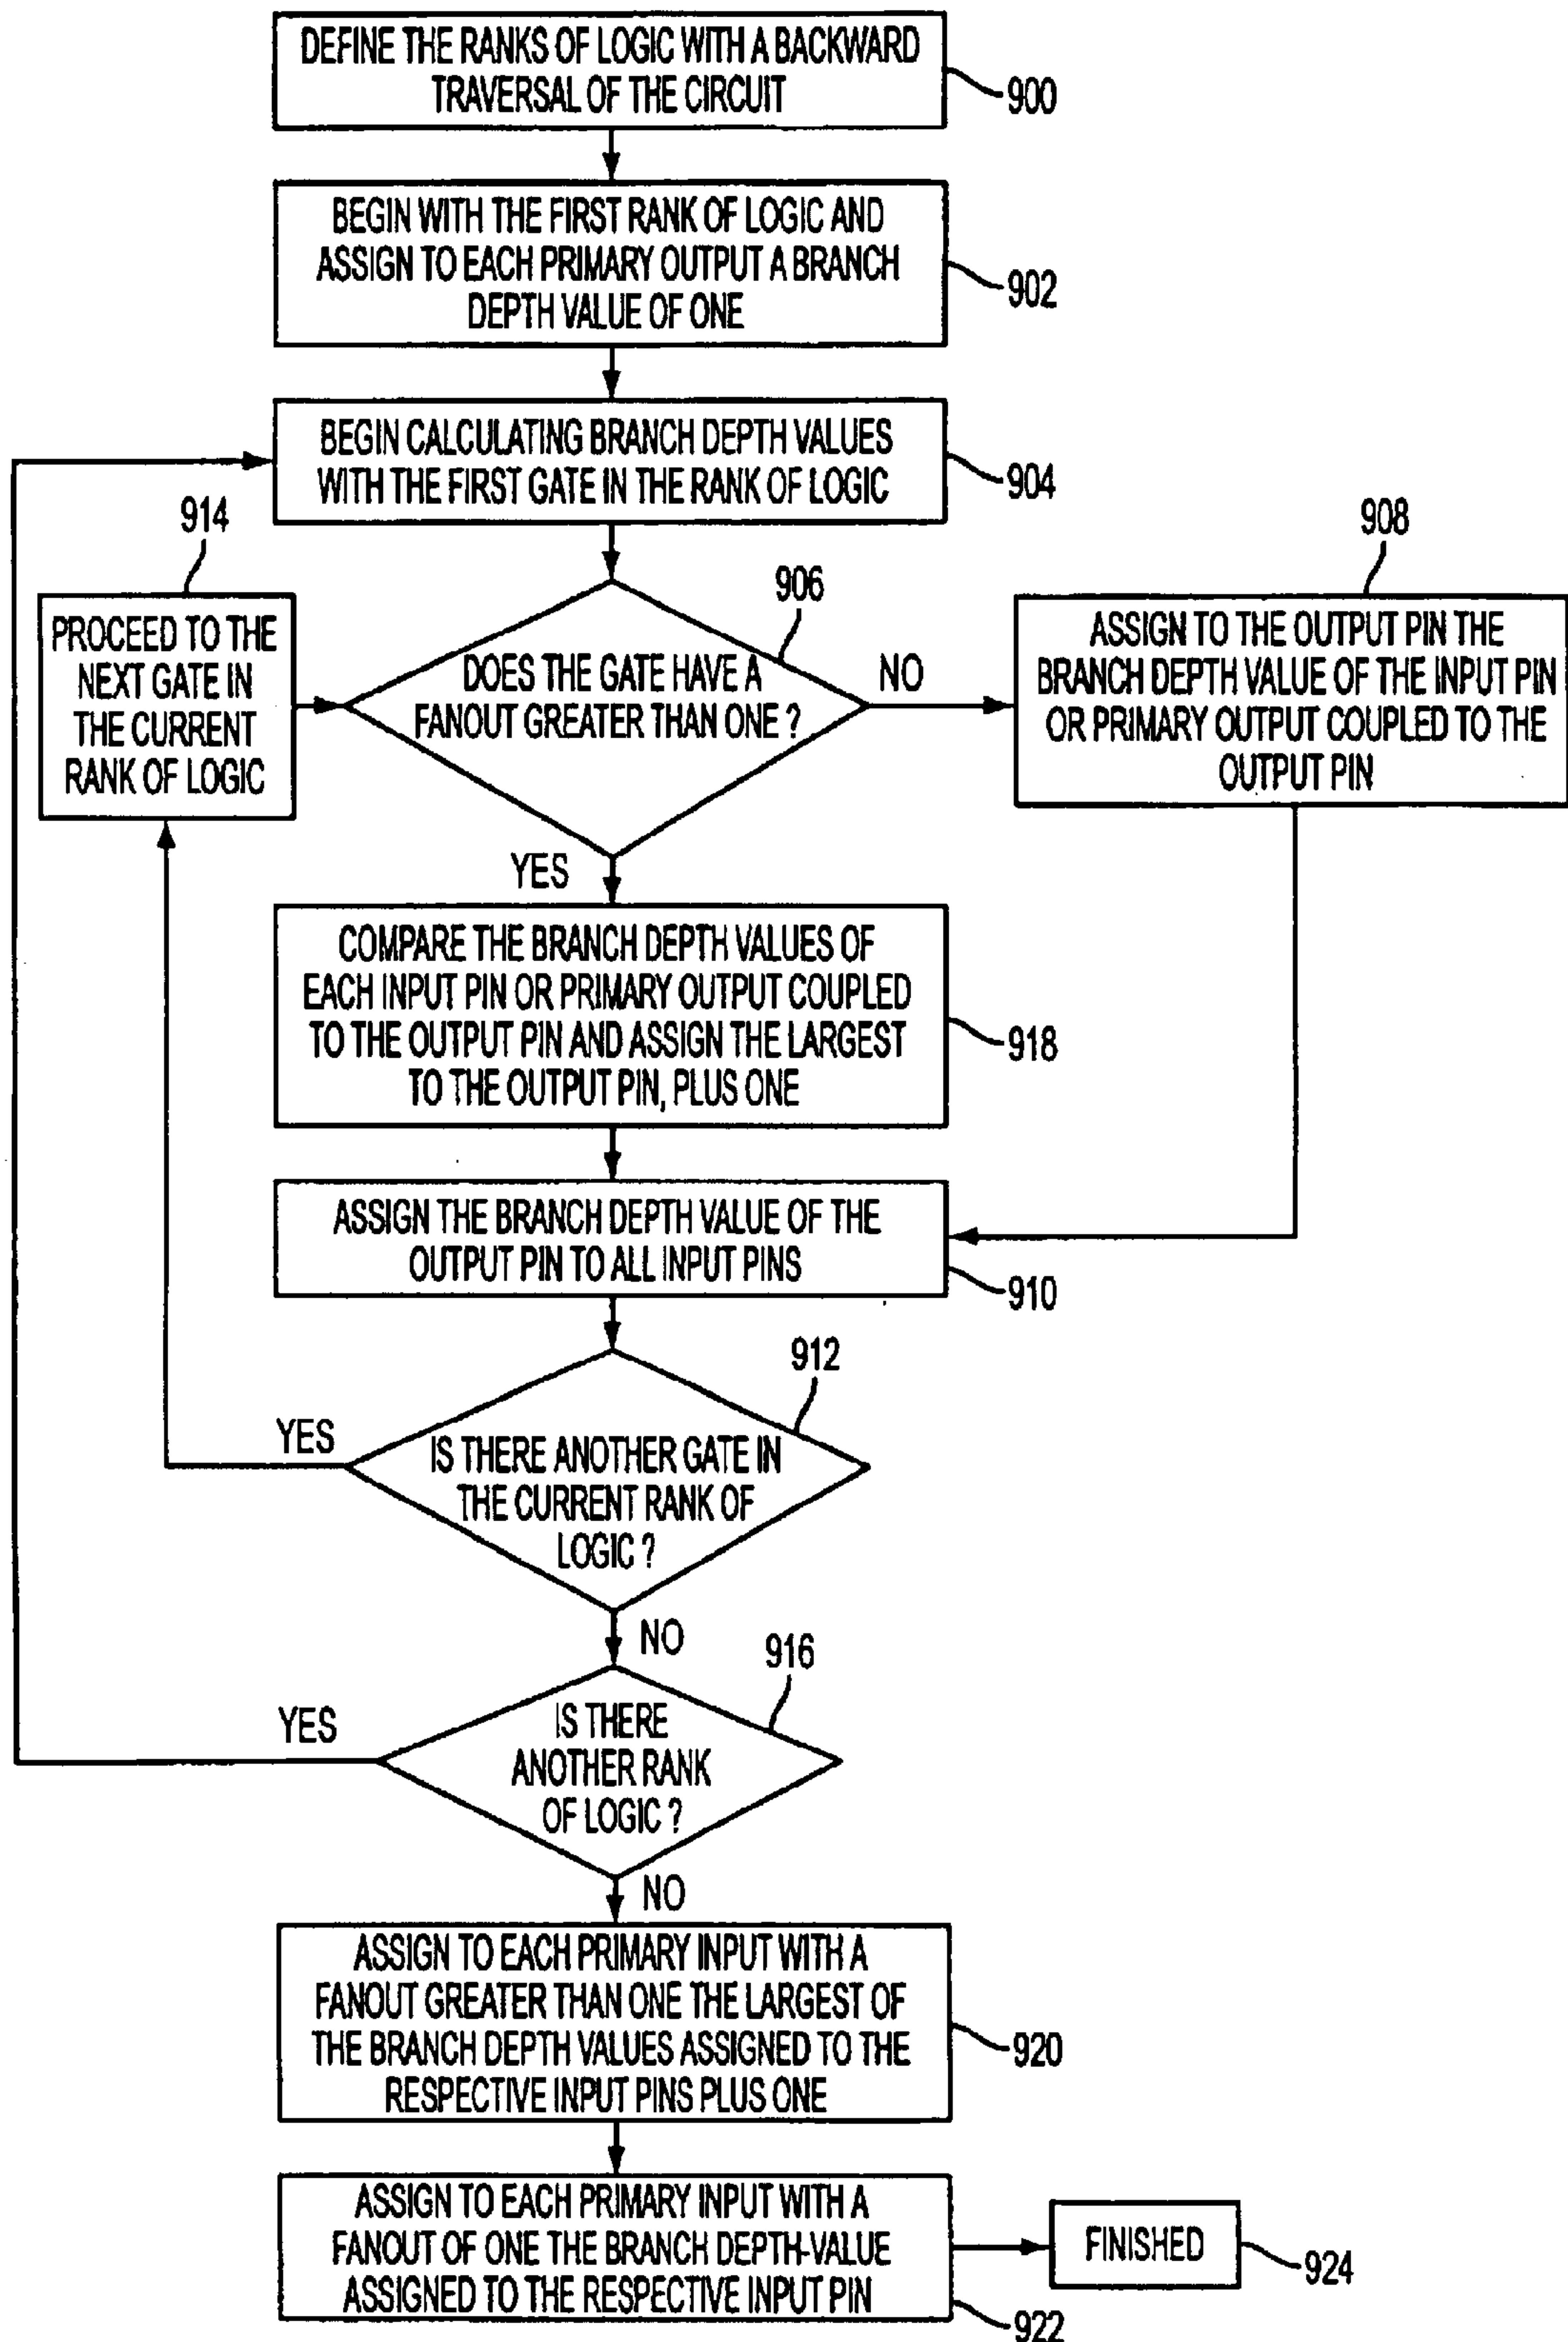 DEFINE THE RANKS OF LOGIC WITH A BACKWARD
TRAVERSAL OF THE CIRCUIT
900
BEGIN WITH THE FIRST RANK OF LOGIC AND
ASSIGN TO EACH PRIMARY OUTPUT A BRANCH
DEPTH VALUE OF ONE
902
BEGIN CALCULATING BRANCH DEPTH VALUES
WITH THE FIRST GATE IN THE RANK OF LOGIC
904
914
PROCEED TO THE
NEXT GATE IN
THE CURRENT
RANK OF LOGIC
906
DOES THE GATE HAVE A
FANOUT GREATER THAN ONE ?
NO
908
ASSIGN TO THE OUTPUT PIN THE
BRANCH DEPTH VALUE OF THE INPUT PIN
OR PRIMARY OUTPUT COUPLED TO THE
OUTPUT PIN
YES
COMPARE THE BRANCH DEPTH VALUES OF
EACH INPUT PIN OR PRIMARY OUTPUT COUPLED
TO THE OUTPUT PIN AND ASSIGN THE LARGEST
TO THE OUTPUT PIN, PLUS ONE
918
ASSIGN THE BRANCH DEPTH VALUE OF THE
OUTPUT PIN TO ALL INPUT PINS
910
912
YES
IS THERE ANOTHER GATE IN
THE CURRENT RANK OF
LOGIC ?
NO
916
YES
IS THERE
ANOTHER RANK
OF LOGIC ?
NO
ASSIGN TO EACH PRIMARY INPUT WITH A
FANOUT GREATER THAN ONE THE LARGEST OF
THE BRANCH DEPTH VALUES ASSIGNED TO THE
RESPECTIVE INPUT PINS PLUS ONE
920
ASSIGN TO EACH PRIMARY INPUT WITH A
FANOUT OF ONE THE BRANCH DEPTH-VALUE
ASSIGNED TO THE RESPECTIVE INPUT PIN
922
FINISHED
924